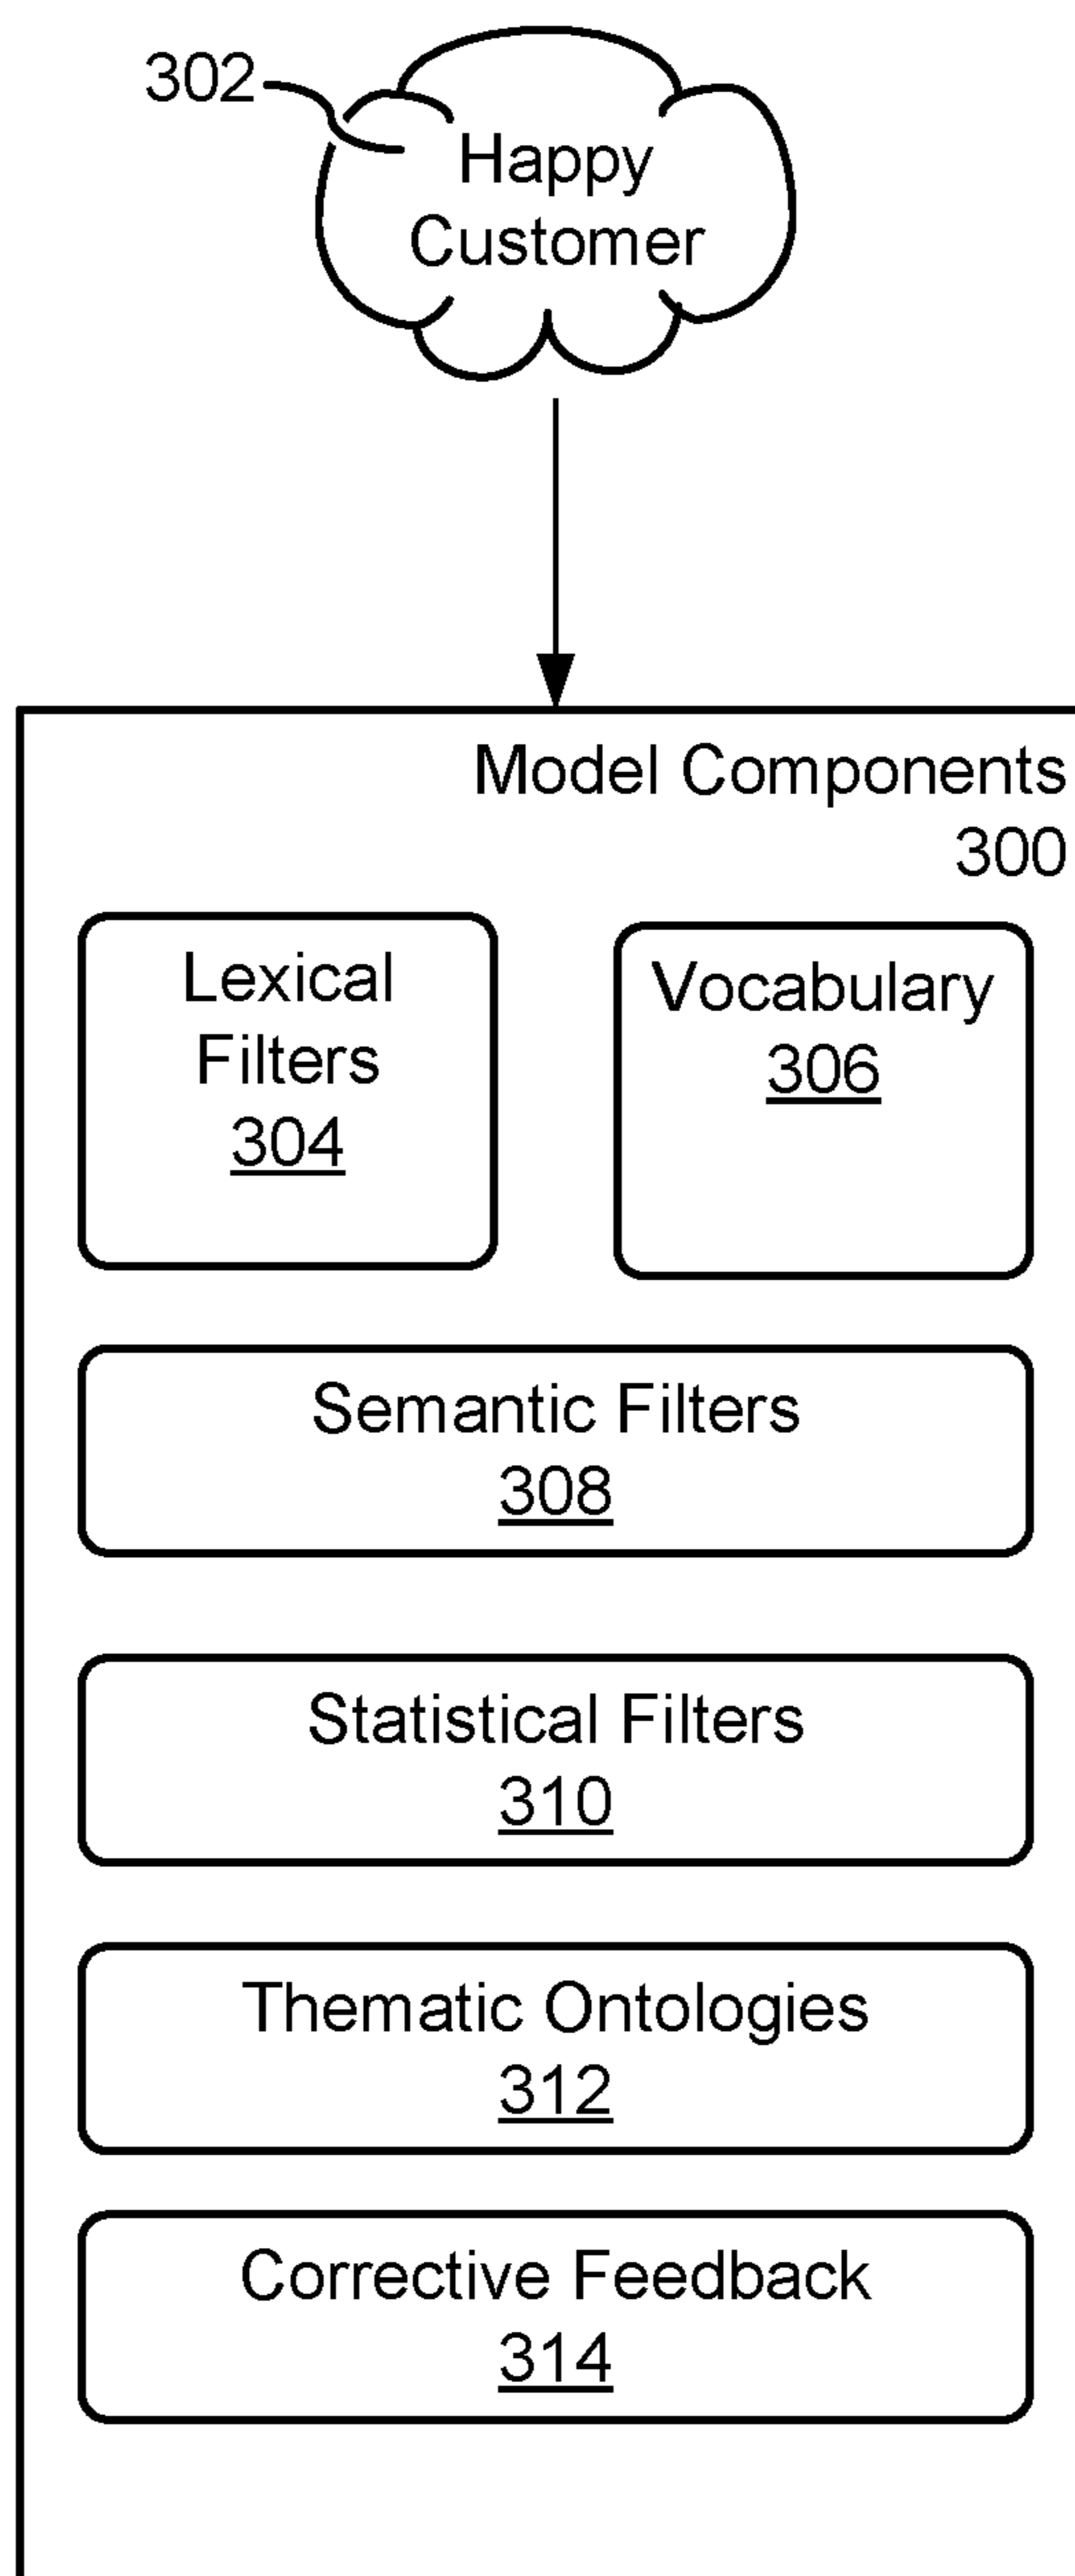 302
Happy
Customer
Model Components
300
Lexical
Filters
304
Vocabulary
306
Semantic Filters
308
Statistical Filters
310
Thematic Ontologies
312
Corrective Feedback
314